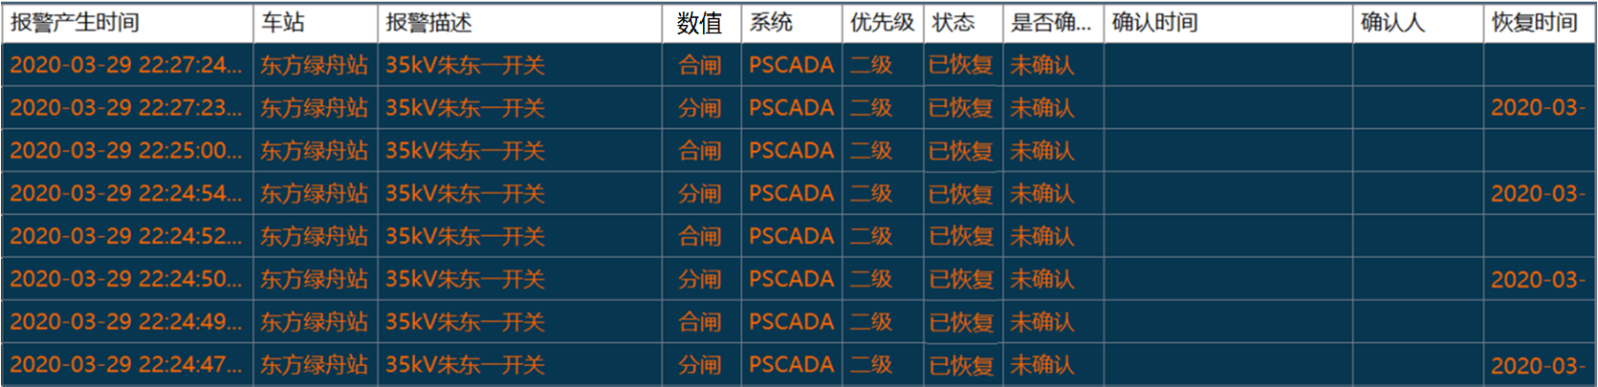 报警产生时间 车站 报警描述 数值 系统 优先级 状态 是否确... 确认时间 确认人 恢复时间
2020-03-29 22:27:24... 东方绿舟站 35kV朱东一开关 合闸 PSCADA 二级 已恢复 未确认
2020-03-29 22:27:23... 东方绿舟站 35kV朱东一开关 分闸 PSCADA 二级 已恢复 未确认 2020-03-
2020-03-29 22:25:00... 东方绿舟站 35kV朱东一开关 合闸 PSCADA 二级 已恢复 未确认
2020-03-29 22:24:54... 东方绿舟站 35kV朱东一开关 分闸 PSCADA 二级 已恢复 未确认 2020-03-
2020-03-29 22:24:52... 东方绿舟站 35kV朱东一开关 合闸 PSCADA 二级 已恢复 未确认
2020-03-29 22:24:50... 东方绿舟站 35kV朱东一开关 分闸 PSCADA 二级 已恢复 未确认 2020-03-
2020-03-29 22:24:49... 东方绿舟站 35kV朱东一开关 合闸 PSCADA 二级 已恢复 未确认
2020-03-29 22:24:47... 东方绿舟站 35kV朱东一开关 分闸 PSCADA 二级 已恢复 未确认 2020-03-